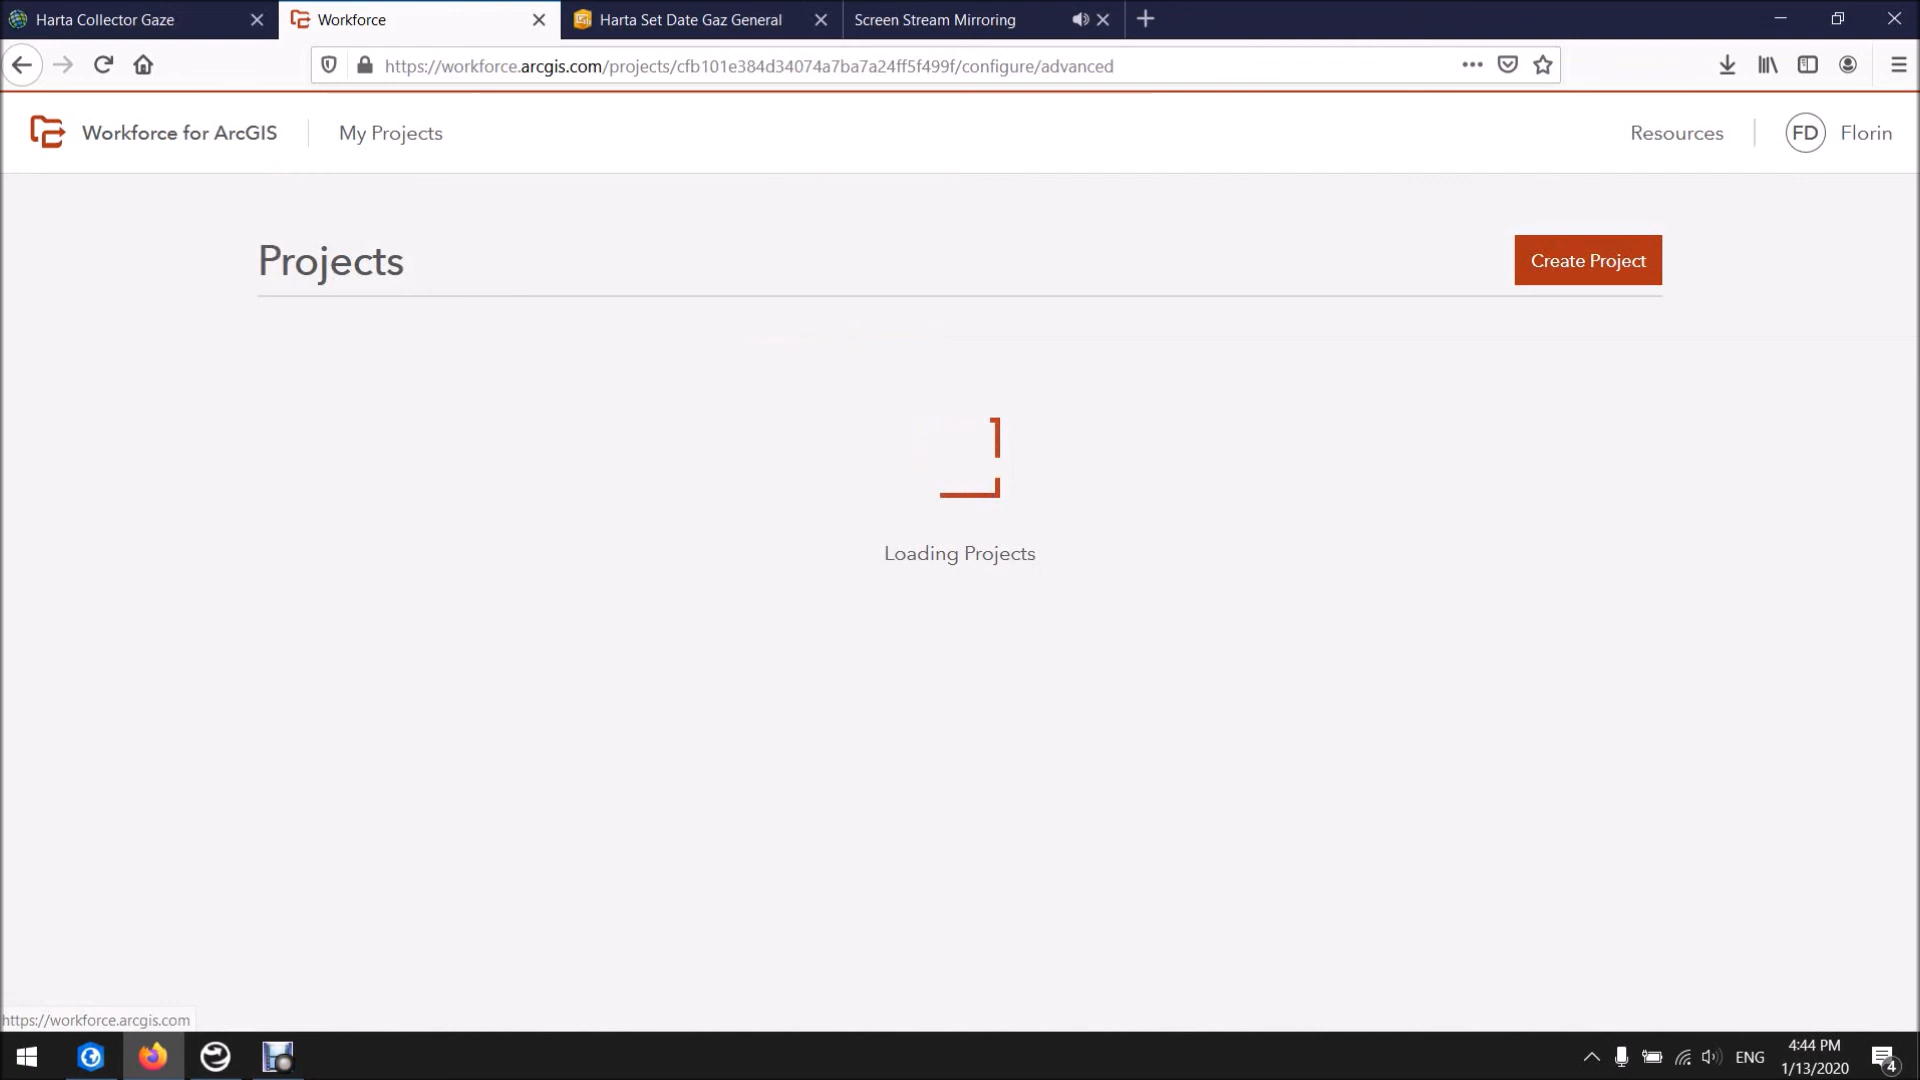 Harta Collector Gaze
Workforce
Harta Set Date Gaz General
Screen Stream Mirroring
https://workforce.arcgis.com/projects/cfb101e384d34074a7ba7a24ff5f499f/configure/advanced
Workforce for ArcGIS
My Projects
Resources
FD
Florin
Projects
Create Project
Loading Projects
https://workforce.arcgis.com
ENG
4:44 PM
1/13/2020
4